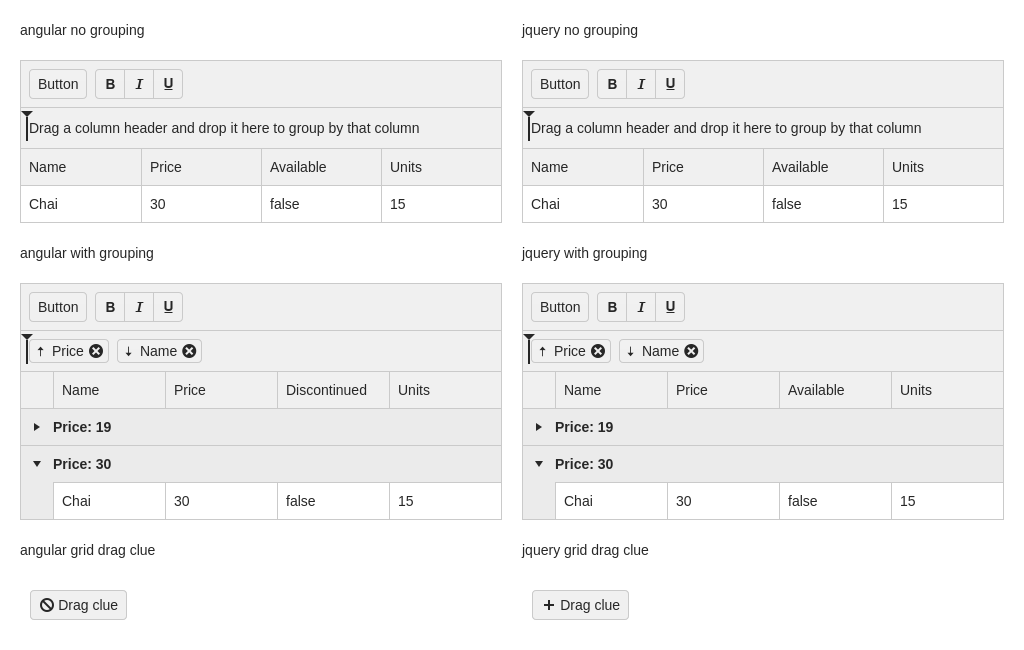 angular no grouping
jquery no grouping
Button B I U
Button B I U
Drag a column header and drop it here to group by that column
Drag a column header and drop it here to group by that column
Name Price Available Units
Name Price Available Units
Chai 30 false 15
Chai 30 false 15
angular with grouping
jquery with grouping
Button B I U
Button B I U
Price Name
Price Name
Name Price Discontinued Units
Name Price Available Units
Price: 19
Price: 19
Price: 30
Price: 30
Chai 30 false 15
Chai 30 false 15
angular grid drag clue
jquery grid drag clue
Drag clue
Drag clue